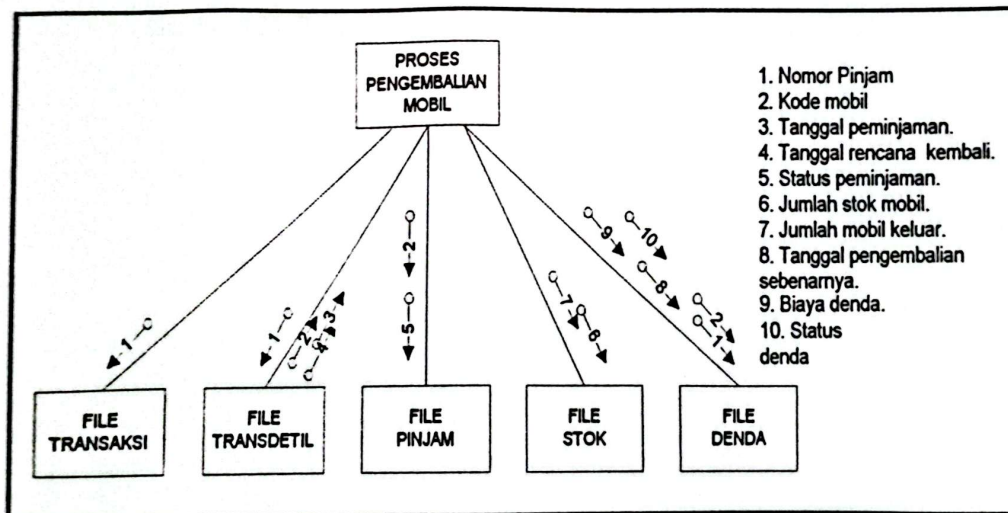 PROSES
PENGEMBALIAN
MOBIL
1. Nomor Pinjam
2. Kode mobil
3. Tanggal peminjaman.
4. Tanggal rencana kembali.
5. Status peminjaman.
6. Jumlah stok mobil.
7. Jumlah mobil keluar.
8. Tanggal pengembalian
sebenarnya.
9. Biaya denda.
10. Status
denda
1
1
2
4
3
2
5
7
6
9
10
8
2
1
FILE
TRANSAKSI
FILE
TRANSDETIL
FILE
PINJAM
FILE
STOK
FILE
DENDA